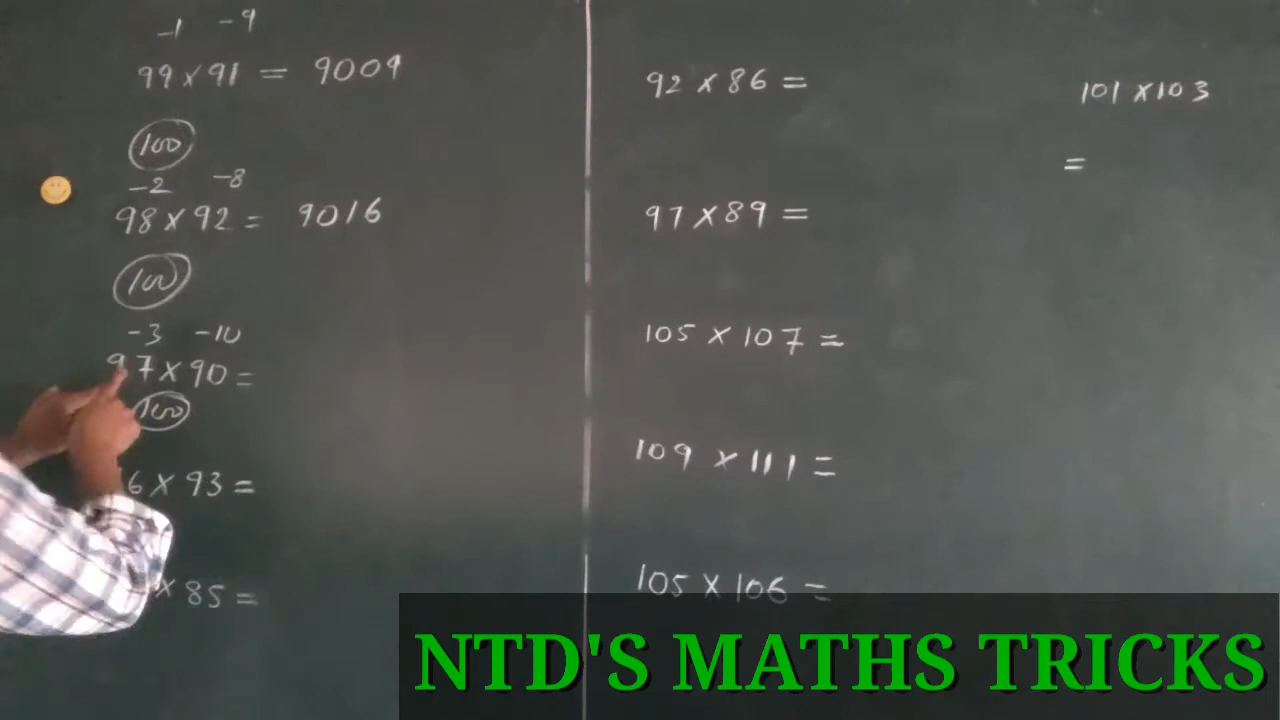 -1 -9
99 × 91 = 9009
100
-2 -8
98 × 92 = 9016
100
-3 -10
97 × 90 =
100
6 × 93 =
× 85 =
92 × 86 =
97 × 89 =
105 × 107 =
109 × 111 =
105 × 106 =
101 × 103
=
NTD'S MATHS TRICKS